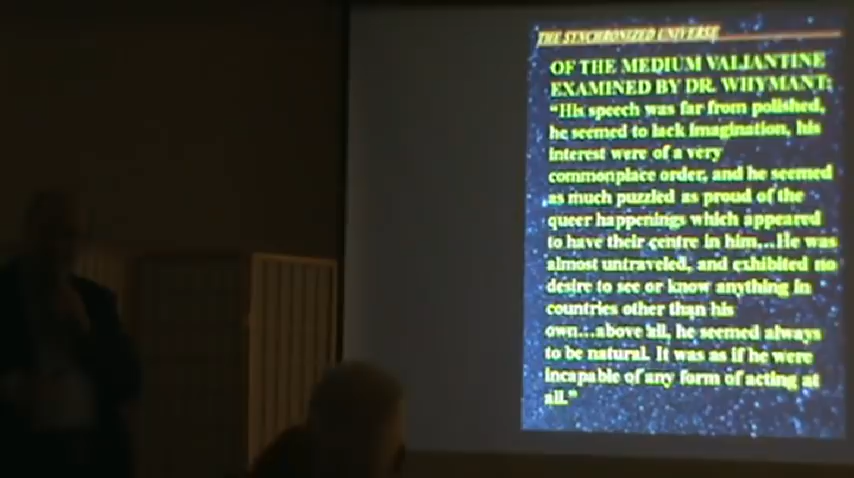 THE SYNCHRONIZED UNIVERSE
OF THE MEDIUM VALIANTINE
EXAMINED BY DR. WHYMANT:
"His speech was far from polished,
he seemed to lack imagination, his
interest were of a very
commonplace order, and he seemed
as much puzzled as proud of the
queer happenings which appeared
to have their centre in him...He was
almost untraveled, and exhibited no
desire to see or know anything in
countries other than his
own...above all, he seemed always
to be natural. It was as if he were
incapable of any form of acting at
all."